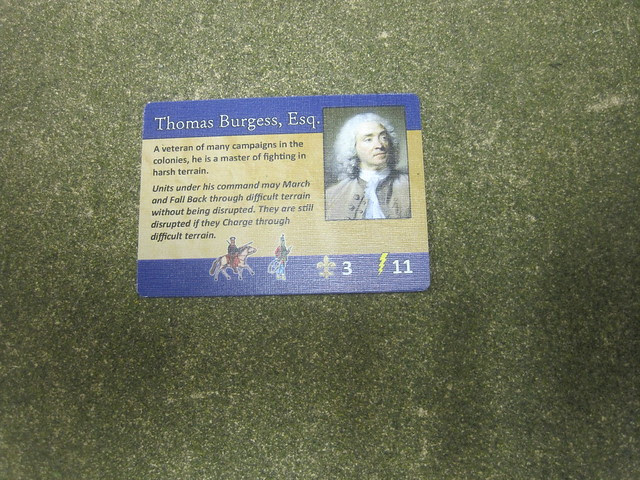 Thomas Burgess, Esq.
A veteran of many campaigns in the
colonies, he is a master of fighting in
harsh terrain.
Units under his command may March
and Fall Back through difficult terrain
without being disrupted. They are still
disrupted if they Charge through
difficult terrain.
3 11